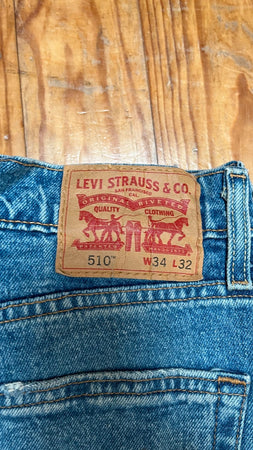 LEVI STRAUSS & CO.
SAN FRANCISCO
CAL.
ORIGINAL RIVETED
QUALITY CLOTHING
510™ W34 L32